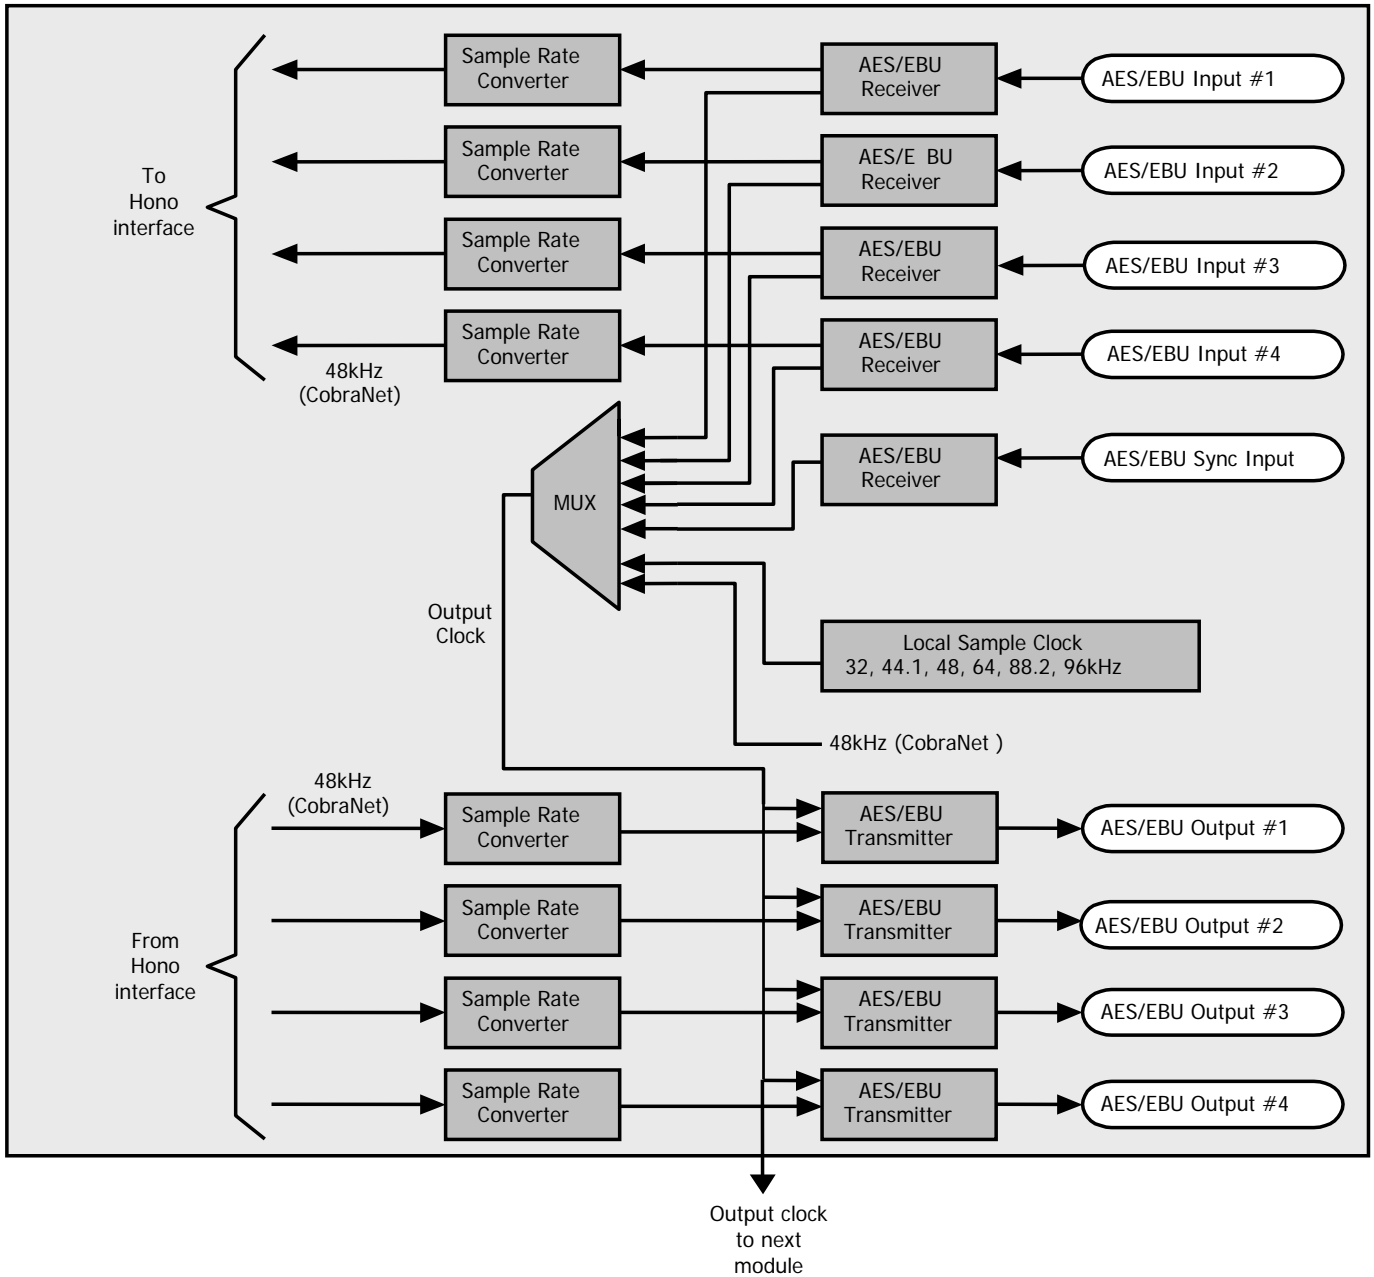 Sample Rate
Converter
AES/EBU
Receiver
AES/EBU Input #1
Sample Rate
Converter
AES/E BU
Receiver
AES/EBU Input #2
To
Hono
interface
Sample Rate
Converter
AES/EBU
Receiver
AES/EBU Input #3
Sample Rate
Converter
AES/EBU
Receiver
AES/EBU Input #4
48kHz
(CobraNet)
AES/EBU
Receiver
AES/EBU Sync Input
MUX
Output
Clock
Local Sample Clock
32, 44.1, 48, 64, 88.2, 96kHz
48kHz (CobraNet )
48kHz
(CobraNet)
Sample Rate
Converter
AES/EBU
Transmitter
AES/EBU Output #1
Sample Rate
Converter
AES/EBU
Transmitter
AES/EBU Output #2
From
Hono
interface
Sample Rate
Converter
AES/EBU
Transmitter
AES/EBU Output #3
Sample Rate
Converter
AES/EBU
Transmitter
AES/EBU Output #4
Output clock
to next
module